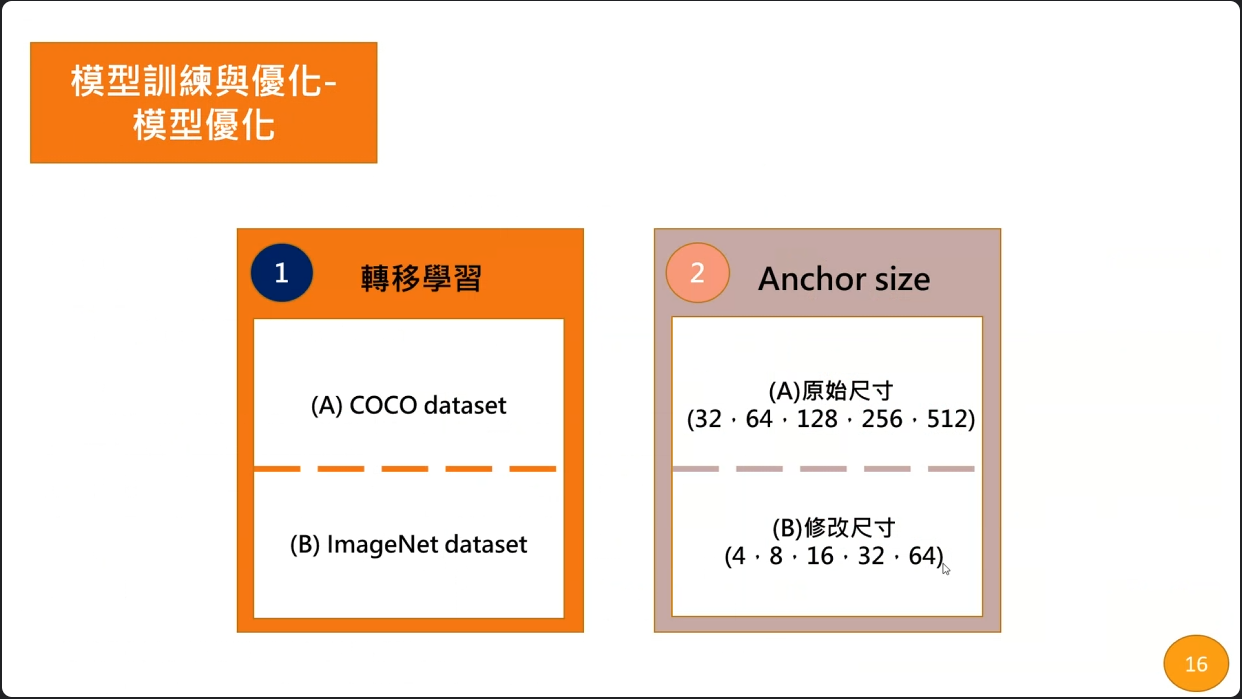 模型訓練與優化-
模型優化
1
轉移學習
(A) COCO dataset
(B) ImageNet dataset
2
Anchor size
(A)原始尺寸
(32，64，128，256，512)
(B)修改尺寸
(4，8，16，32，64)
16